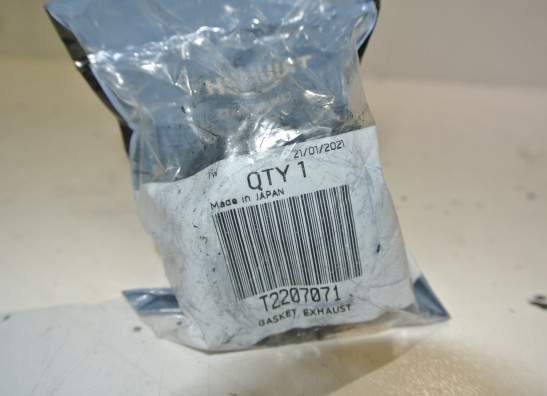 21/01/2021
QTY 1
Made in JAPAN
T2207071
GASKET EXHAUST